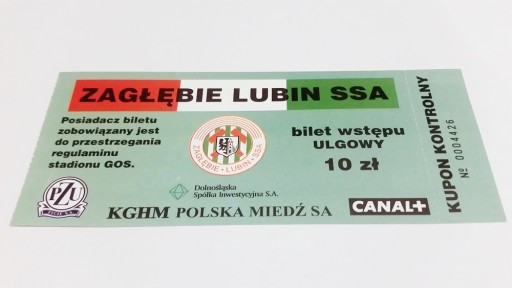 ZAGŁĘBIE LUBIN SSA
Posiadacz biletu
zobowiązany jest
do przestrzegania
regulaminu
stadionu GOS.
ZAGŁĘBIE • LUBIN • SSA
bilet wstępu
ULGOWY
10 zł
KUPON KONTROLNY
№ 0004426
PZU
ŻYCIE S.A.
Dolnośląska
Spółka Inwestycyjna S.A.
KGHM POLSKA MIEDŹ SA
CANAL+